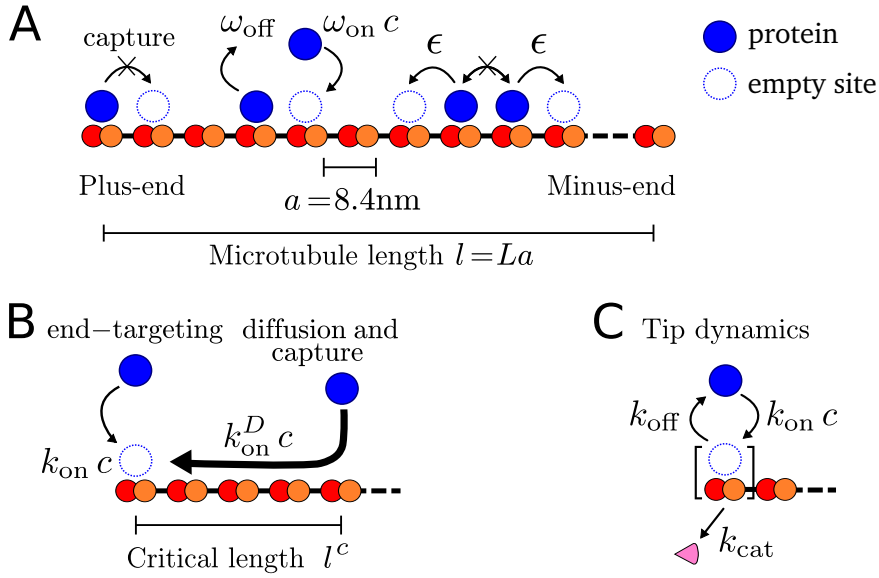 A
capture
ω_off
ω_on c
ϵ
ϵ
protein
empty site
Plus-end
a=8.4nm
Minus-end
Microtubule length l=La
B
end−targeting
diffusion and
capture
k_on^D c
k_on c
Critical length l^c
C
Tip dynamics
k_off
k_on c
k_cat